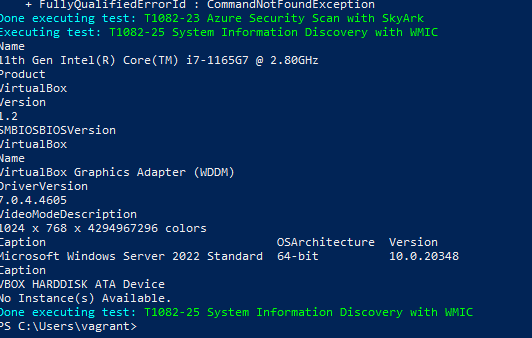 + FullyQualifiedErrorId : CommandNotFoundException
Done executing test: T1082-23 Azure Security Scan with SkyArk
Executing test: T1082-25 System Information Discovery with WMIC
Name
11th Gen Intel(R) Core(TM) i7-1165G7 @ 2.80GHz
Product
VirtualBox
Version
1.2
SMBIOSBIOSVersion
VirtualBox
Name
VirtualBox Graphics Adapter (WDDM)
DriverVersion
7.0.4.4605
VideoModeDescription
1024 x 768 x 4294967296 colors
Caption OSArchitecture Version
Microsoft Windows Server 2022 Standard 64-bit 10.0.20348
Caption
VBOX HARDDISK ATA Device
No Instance(s) Available.
Done executing test: T1082-25 System Information Discovery with WMIC
PS C:\Users\vagrant>